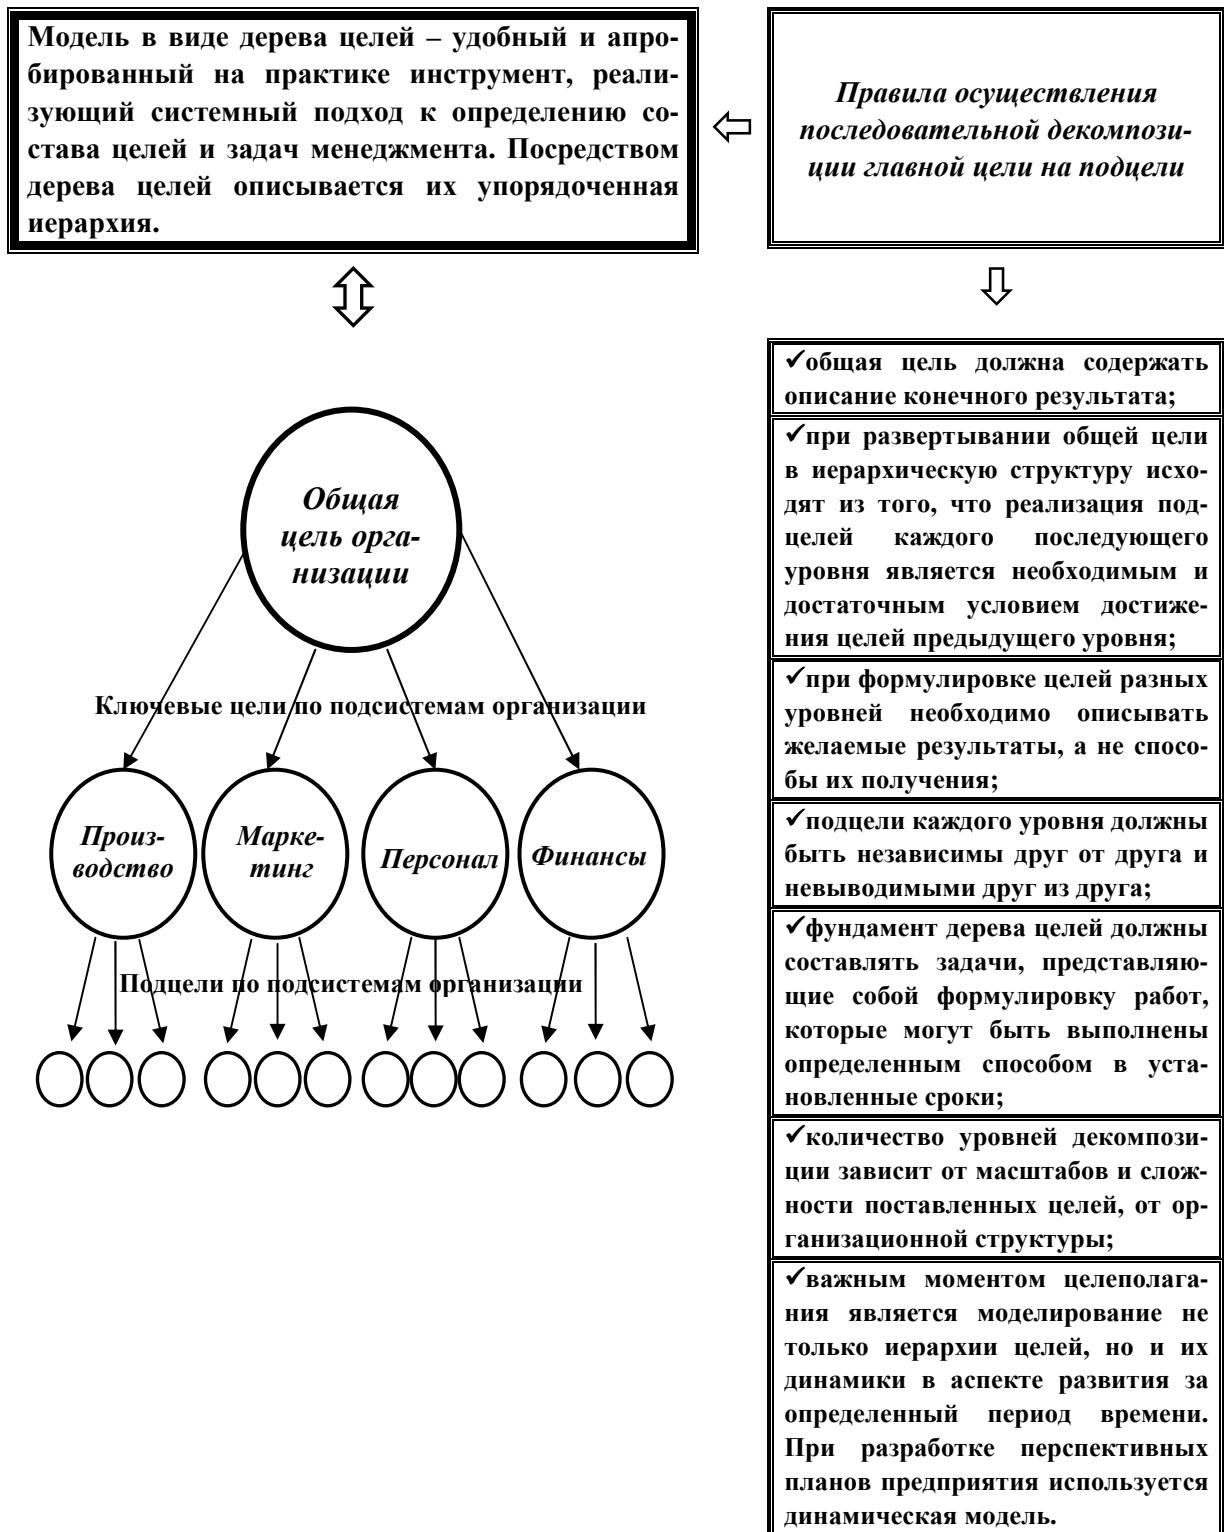 Модель в виде дерева целей – удобный и апро-
бированный на практике инструмент, реали-
зующий системный подход к определению со-
става целей и задач менеджмента. Посредством
дерева целей описывается их упорядоченная
иерархия.
Правила осуществления
последовательной декомпози-
ции главной цели на подцели
Общая
цель орга-
низации
Ключевые цели по подсистемам организации
Произ-
водство
Марке-
тинг
Персонал
Финансы
Подцели по подсистемам организации
✓общая цель должна содержать
описание конечного результата;
✓при развертывании общей цели
в иерархическую структуру исхо-
дят из того, что реализация под-
целей каждого последующего
уровня является необходимым и
достаточным условием достиже-
ния целей предыдущего уровня;
✓при формулировке целей разных
уровней необходимо описывать
желаемые результаты, а не спосо-
бы их получения;
✓подцели каждого уровня должны
быть независимы друг от друга и
невыводимыми друг из друга;
✓фундамент дерева целей должны
составлять задачи, представляю-
щие собой формулировку работ,
которые могут быть выполнены
определенным способом в уста-
новленные сроки;
✓количество уровней декомпози-
ции зависит от масштабов и слож-
ности поставленных целей, от ор-
ганизационной структуры;
✓важным моментом целеполага-
ния является моделирование не
только иерархии целей, но и их
динамики в аспекте развития за
определенный период времени.
При разработке перспективных
планов предприятия используется
динамическая модель.